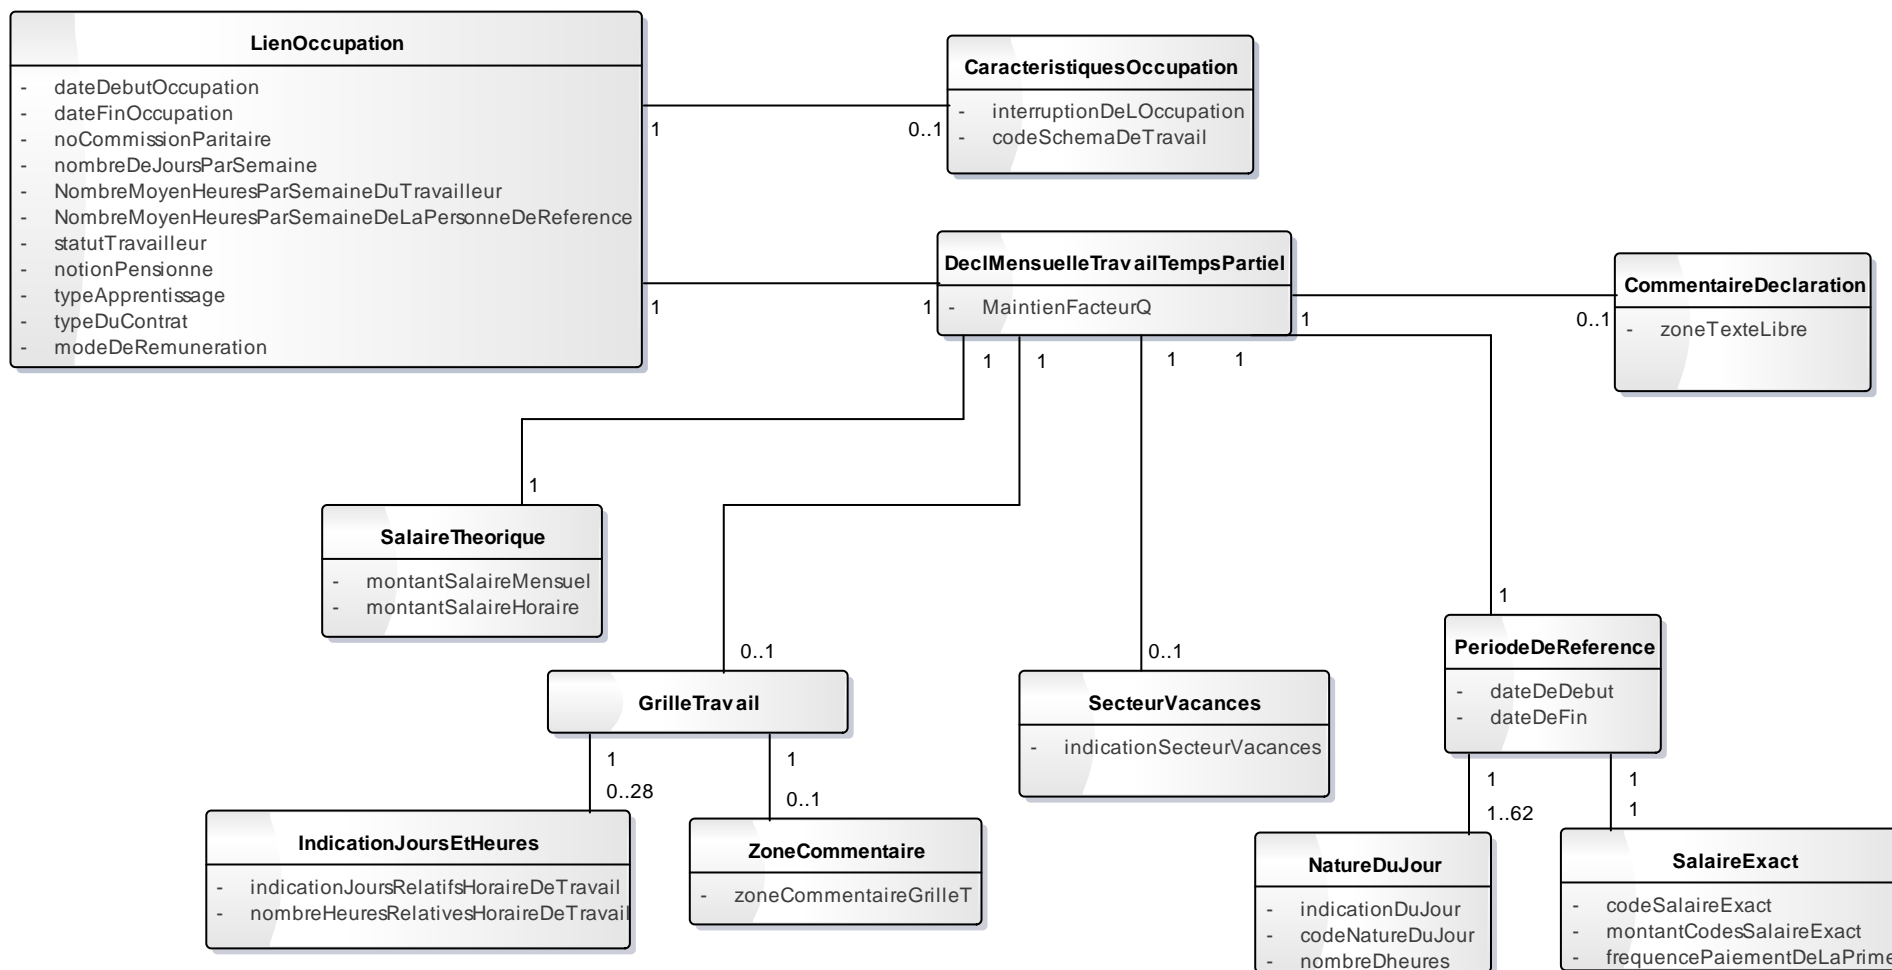 LienOccupation
- dateDebutOccupation
- dateFinOccupation
- noCommissionParitaire
- nombreDeJoursParSemaine
- NombreMoyenHeuresParSemaineDuTravailleur
- NombreMoyenHeuresParSemaineDeLaPersonneDeReference
- statutTravailleur
- notionPensionne
- typeApprentissage
- typeDuContrat
- modeDeRemuneration
1
0..1
CaracteristiquesOccupation
- interruptionDeLOccupation
- codeSchemaDeTravail
1
1
DeclMensuelleTravailTempsPartiel
- MaintienFacteurQ
1
0..1
CommentaireDeclaration
- zoneTexteLibre
1
1
1
1
1
SalaireTheorique
- montantSalaireMensuel
- montantSalaireHoraire
0..1
GrilleTravail
0..1
SecteurVacances
- indicationSecteurVacances
1
PeriodeDeReference
- dateDeDebut
- dateDeFin
1
0..28
1
0..1
1
1..62
1
1
IndicationJoursEtHeures
- indicationJoursRelatifsHoraireDeTravail
- nombreHeuresRelativesHoraireDeTravail
ZoneCommentaire
- zoneCommentaireGrilleT
NatureDuJour
- indicationDuJour
- codeNatureDuJour
- nombreDheures
SalaireExact
- codeSalaireExact
- montantCodesSalaireExact
- frequencePaiementDeLaPrime